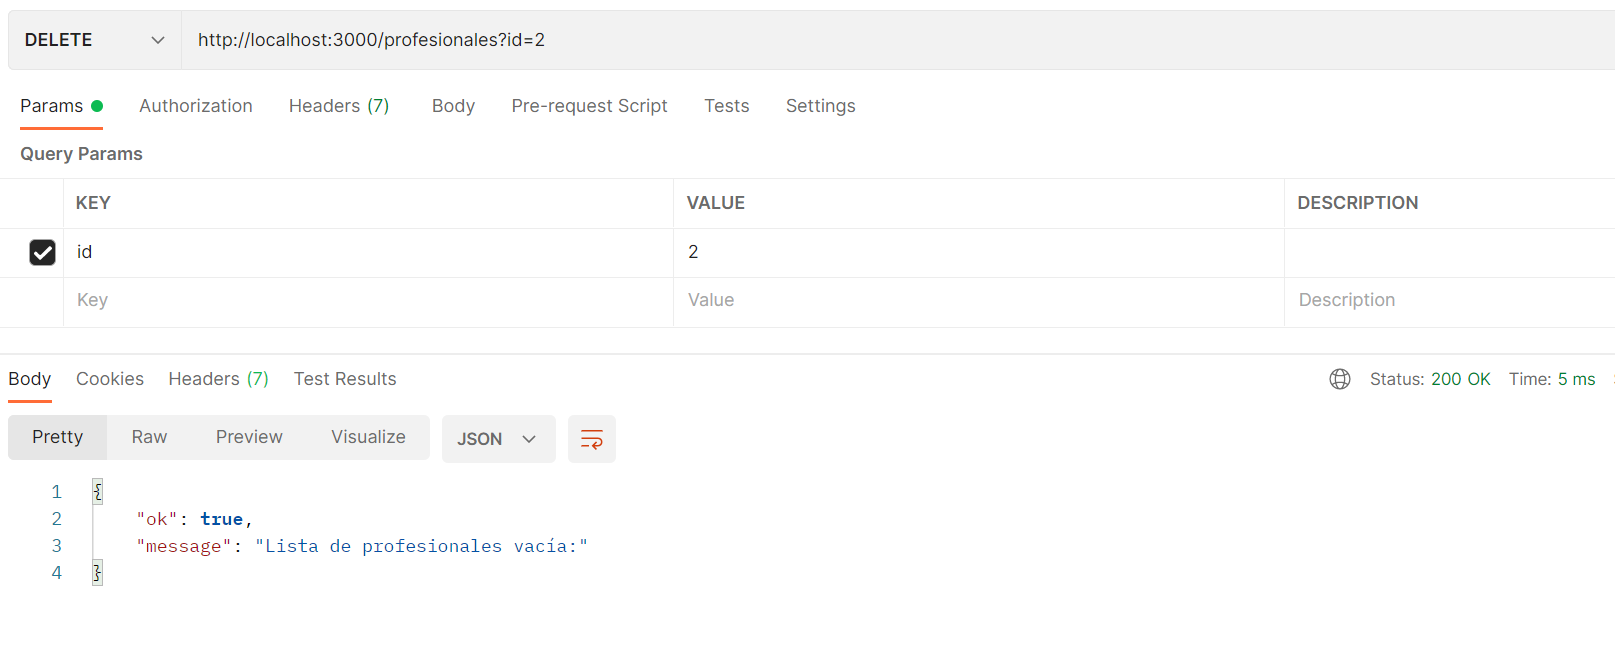 DELETE http://localhost:3000/profesionales?id=2
Params Authorization Headers (7) Body Pre-request Script Tests Settings
Query Params
KEY VALUE DESCRIPTION
id 2
Key Value Description
Body Cookies Headers (7) Test Results Status: 200 OK Time: 5 ms
Pretty Raw Preview Visualize JSON
1 {
2 "ok": true,
3 "message": "Lista de profesionales vacía:"
4 }